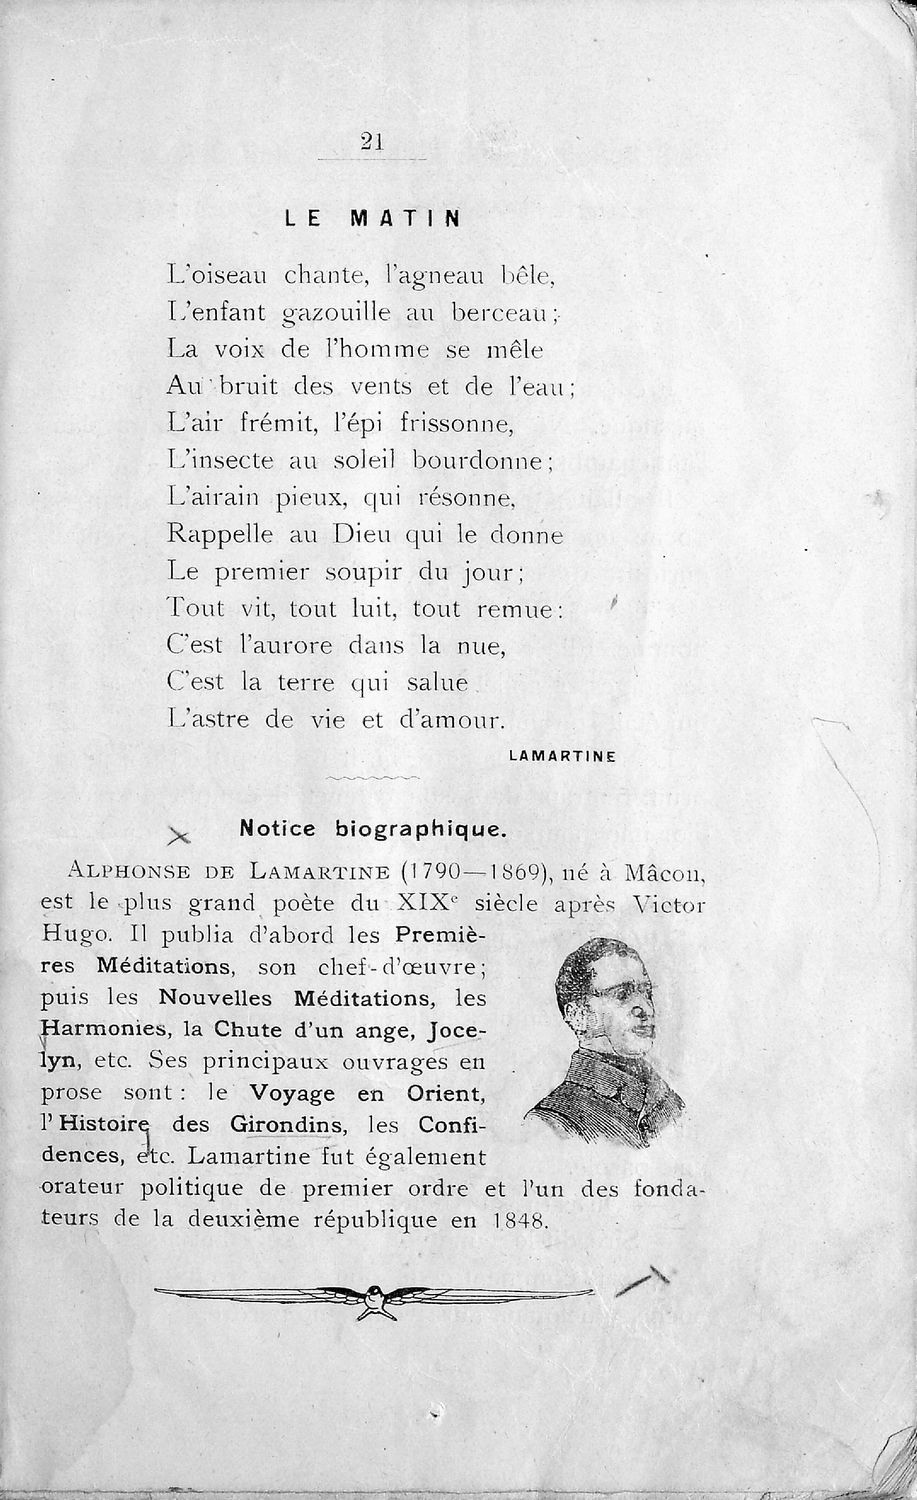 21
LE MATIN
L'oiseau chante, l'agneau bêle,
L'enfant gazouille au berceau;
La voix de l'homme se mêle
Au bruit des vents et de l'eau;
L'air frémit, l'épi frissonne,
L'insecte au soleil bourdonne;
L'airain pieux, qui résonne,
Rappelle au Dieu qui le donne
Le premier soupir du jour;
Tout vit, tout luit, tout remue:
C'est l'aurore dans la nue,
C'est la terre qui salue
L'astre de vie et d'amour.
LAMARTINE
Notice biographique.
ALPHONSE DE LAMARTINE (1790—1869), né à Mâcon,
est le plus grand poète du XIXe siècle après Victor
Hugo. Il publia d'abord les Premiè-
res Méditations, son chef-d'œuvre;
puis les Nouvelles Méditations, les
Harmonies, la Chute d'un ange, Joce-
lyn, etc. Ses principaux ouvrages en
prose sont: le Voyage en Orient,
l'Histoire des Girondins, les Confi-
dences, etc. Lamartine fut également
orateur politique de premier ordre et l'un des fonda-
teurs de la deuxième république en 1848.